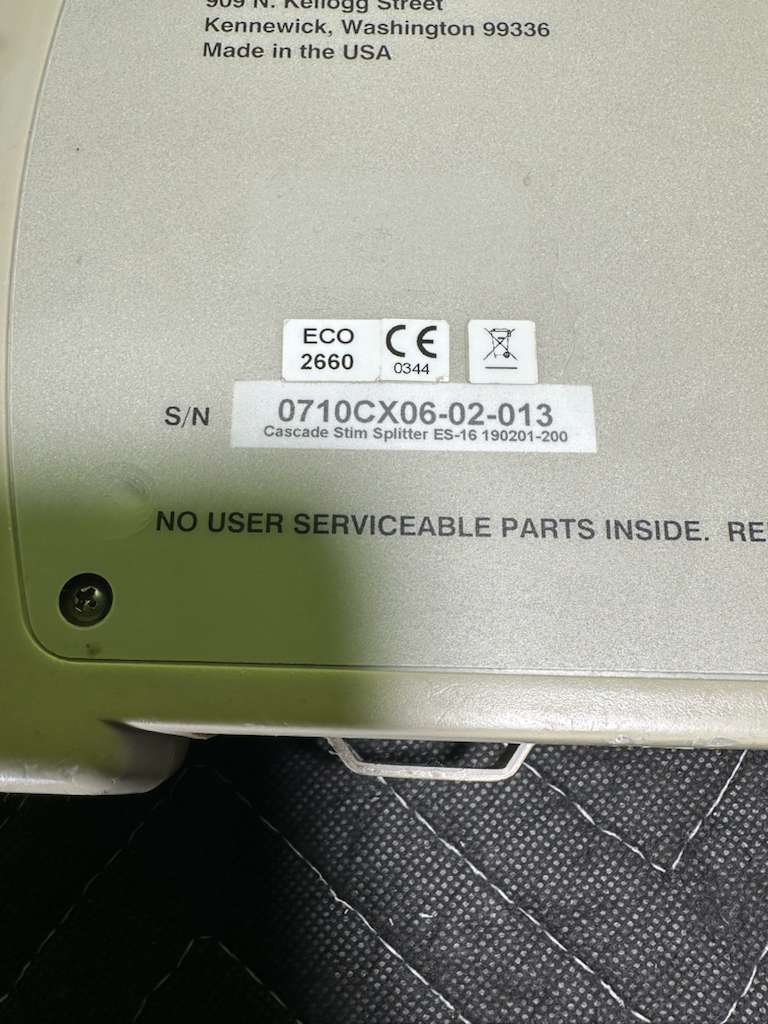 909 N. Kellogg Street
Kennewick, Washington 99336
Made in the USA
ECO
2660
CE
0344
S/N 0710CX06-02-013
Cascade Stim Splitter ES-16 190201-200
NO USER SERVICEABLE PARTS INSIDE. RE